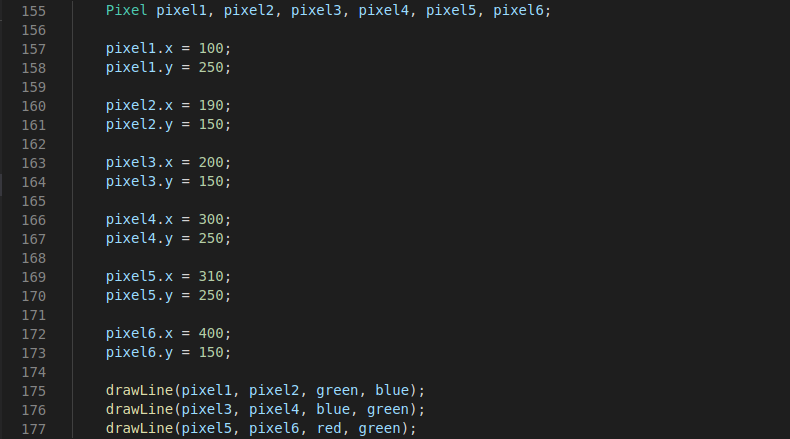 155 Pixel pixel1, pixel2, pixel3, pixel4, pixel5, pixel6;
156
157 pixel1.x = 100;
158 pixel1.y = 250;
159
160 pixel2.x = 190;
161 pixel2.y = 150;
162
163 pixel3.x = 200;
164 pixel3.y = 150;
165
166 pixel4.x = 300;
167 pixel4.y = 250;
168
169 pixel5.x = 310;
170 pixel5.y = 250;
171
172 pixel6.x = 400;
173 pixel6.y = 150;
174
175 drawLine(pixel1, pixel2, green, blue);
176 drawLine(pixel3, pixel4, blue, green);
177 drawLine(pixel5, pixel6, red, green);